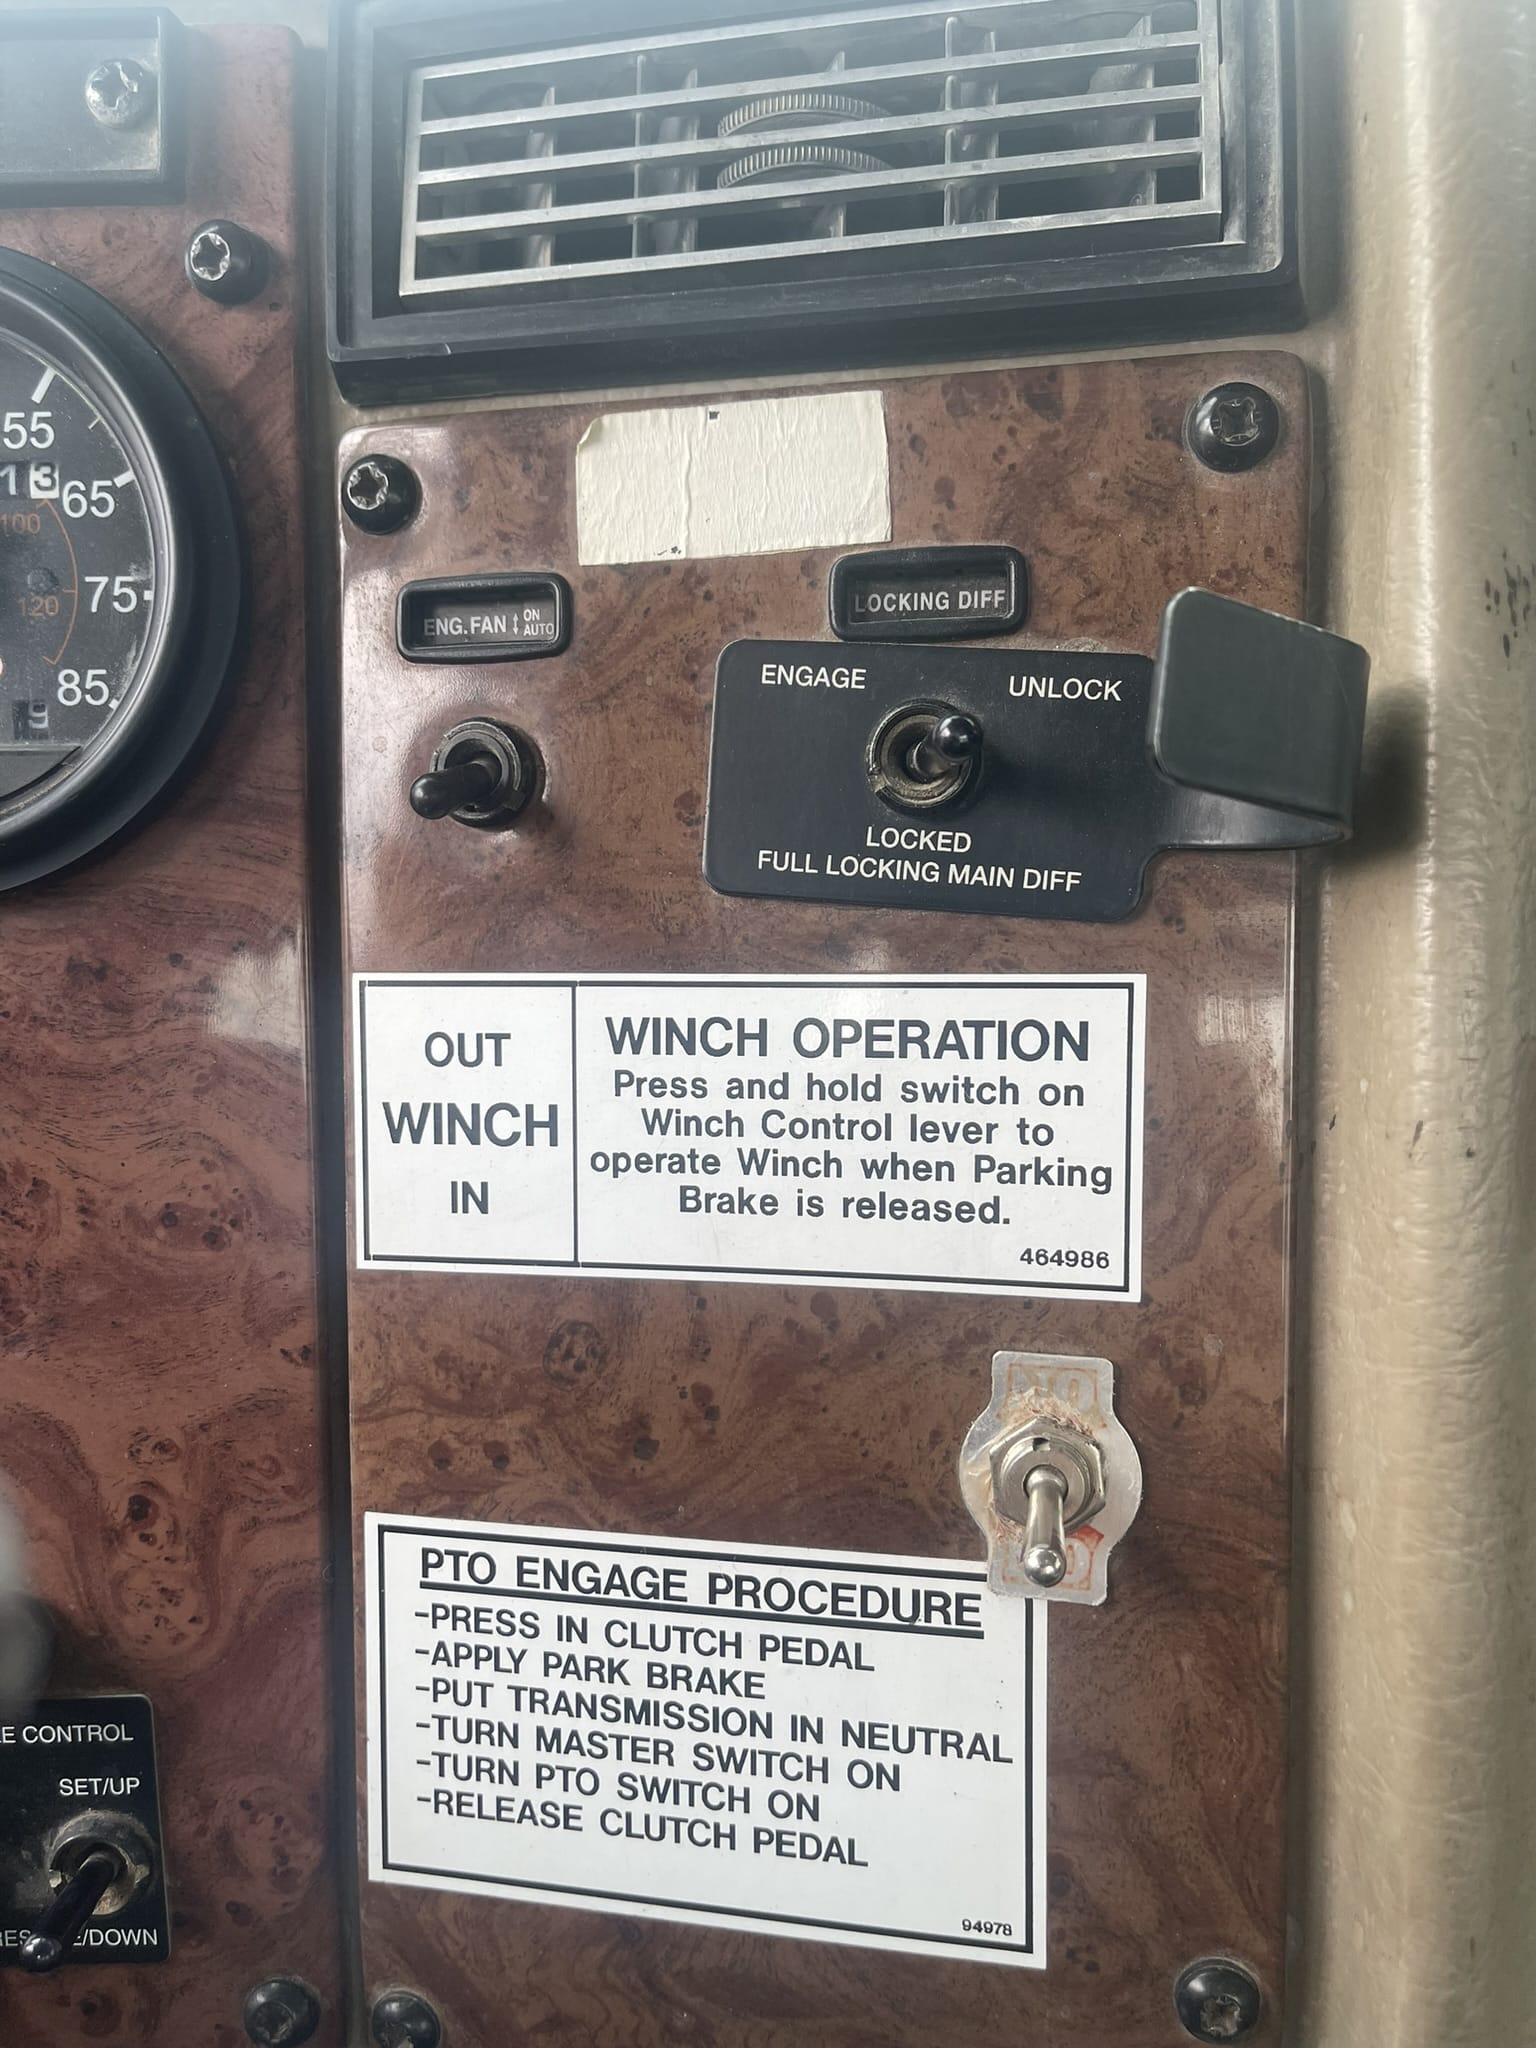 55
13
65
100
75
120
85
9
ENG. FAN ↕ ON
AUTO
LOCKING DIFF
ENGAGE
UNLOCK
LOCKED
FULL LOCKING MAIN DIFF
OUT
WINCH
IN
WINCH OPERATION
Press and hold switch on
Winch Control lever to
operate Winch when Parking
Brake is released.
464986
PTO ENGAGE PROCEDURE
-PRESS IN CLUTCH PEDAL
-APPLY PARK BRAKE
-PUT TRANSMISSION IN NEUTRAL
-TURN MASTER SWITCH ON
-TURN PTO SWITCH ON
-RELEASE CLUTCH PEDAL
94978
CONTROL
SET/UP
/DOWN